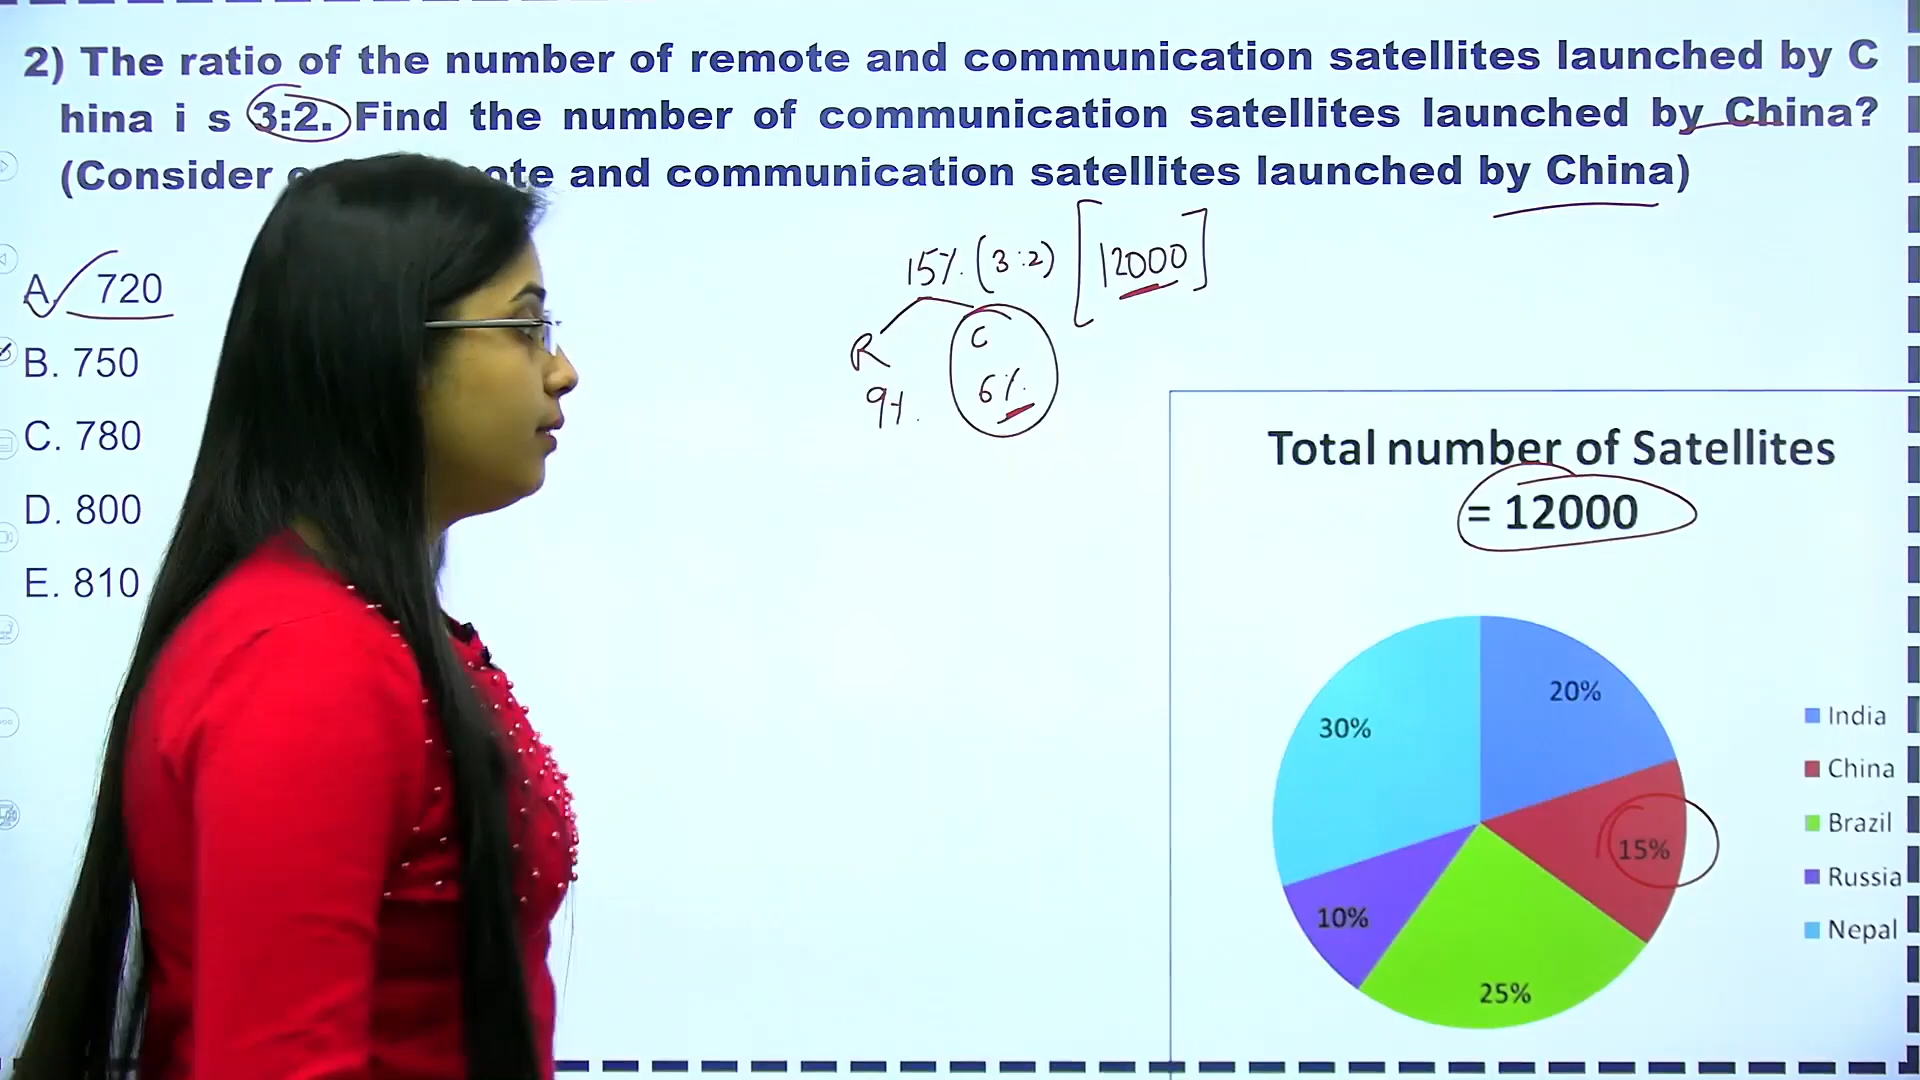 2) The ratio of the number of remote and communication satellites launched by C
hina i s 3:2. Find the number of communication satellites launched by China?
(Consider ote and communication satellites launched by China)
15% (3:2) [12000]
A 720
R C
B. 750
9%. 6%
C. 780
Total number of Satellites
= 12000
D. 800
E. 810
20%
30%
India
China
15%
Brazil
Russia
10%
Nepal
25%